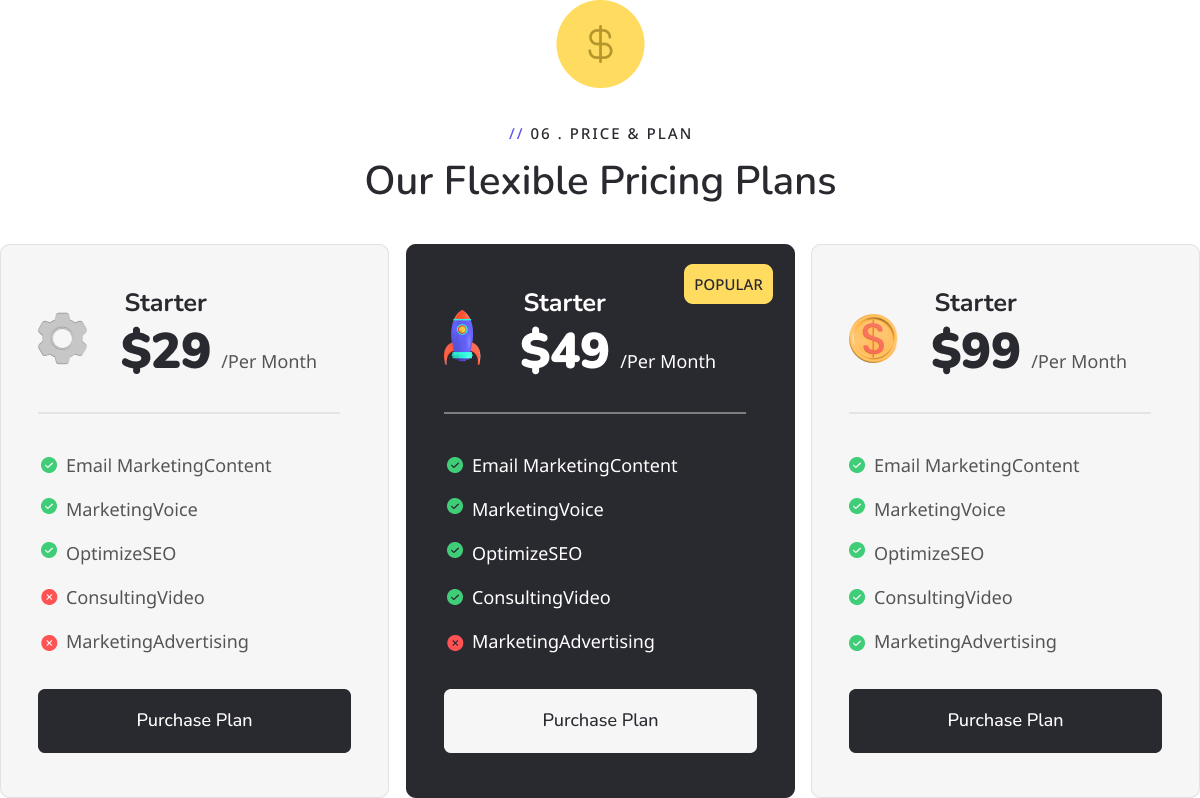 $
// 06 . PRICE & PLAN
Our Flexible Pricing Plans
Starter
$29 /Per Month
Email MarketingContent
MarketingVoice
OptimizeSEO
ConsultingVideo
MarketingAdvertising
Purchase Plan
POPULAR
Starter
$49 /Per Month
Email MarketingContent
MarketingVoice
OptimizeSEO
ConsultingVideo
MarketingAdvertising
Purchase Plan
Starter
$
$99 /Per Month
Email MarketingContent
MarketingVoice
OptimizeSEO
ConsultingVideo
MarketingAdvertising
Purchase Plan